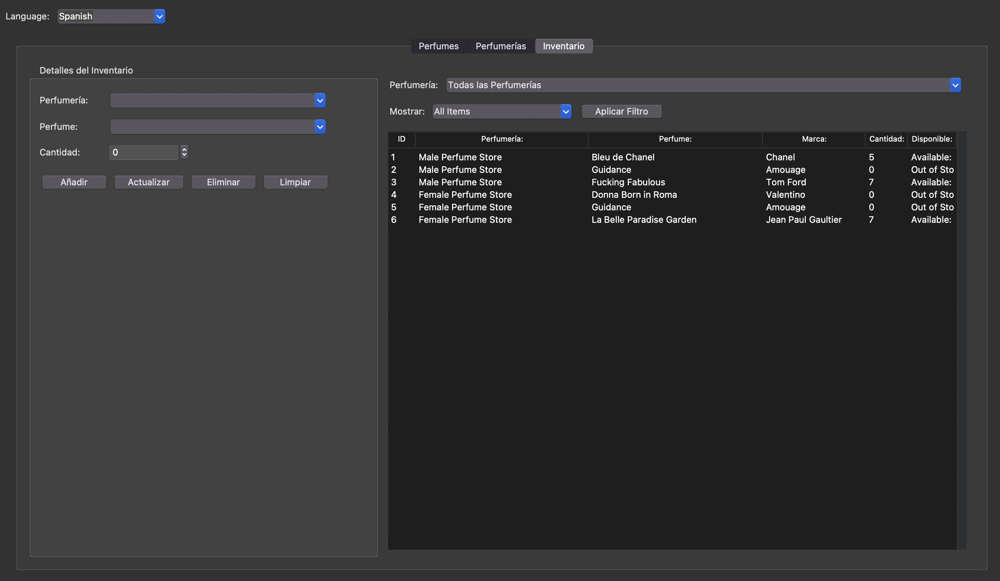 Language: Spanish
Perfumes Perfumerías Inventario
Detalles del Inventario
Perfumería:
Perfume:
Cantidad: 0
Añadir Actualizar Eliminar Limpiar
Perfumería: Todas las Perfumerías
Mostrar: All Items Aplicar Filtro
ID Perfumería: Perfume: Marca: Cantidad: Disponible:
1 Male Perfume Store Bleu de Chanel Chanel 5 Available:
2 Male Perfume Store Guidance Amouage 0 Out of Sto
3 Male Perfume Store Fucking Fabulous Tom Ford 7 Available:
4 Female Perfume Store Donna Born in Roma Valentino 0 Out of Sto
5 Female Perfume Store Guidance Amouage 0 Out of Sto
6 Female Perfume Store La Belle Paradise Garden Jean Paul Gaultier 7 Available: